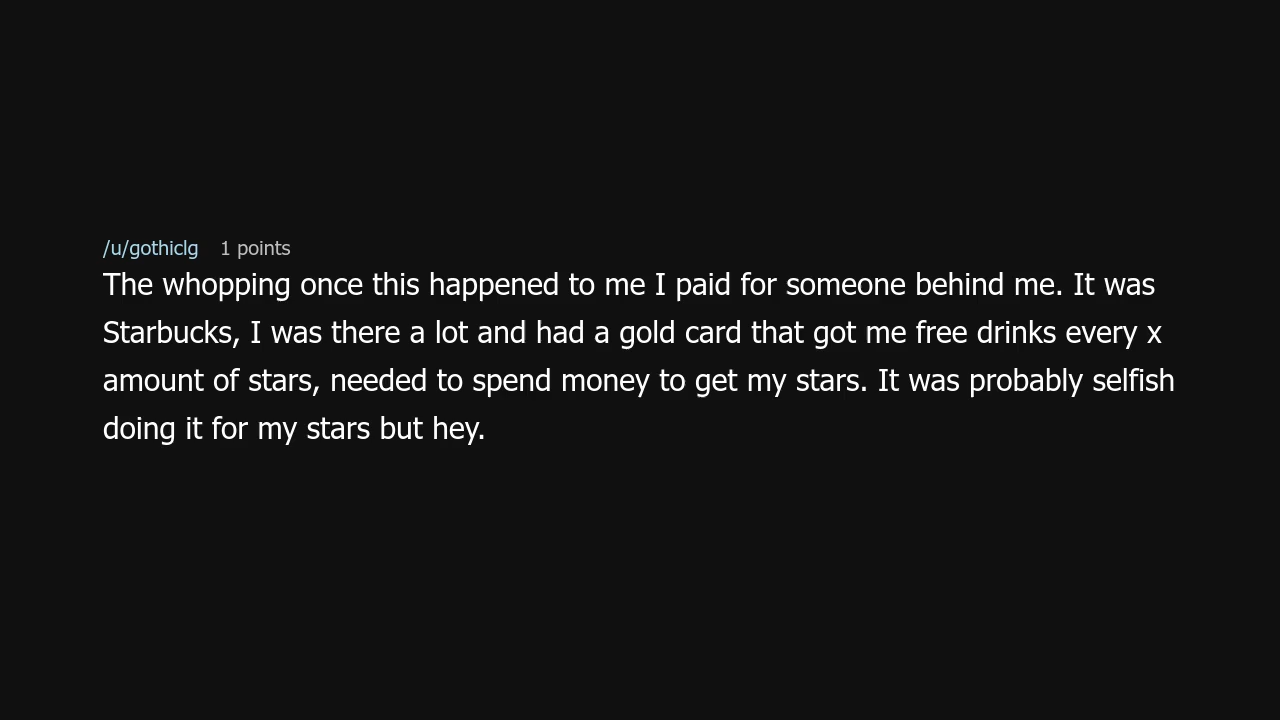 /u/gothiclg 1 points
The whopping once this happened to me I paid for someone behind me. It was
Starbucks, I was there a lot and had a gold card that got me free drinks every x
amount of stars, needed to spend money to get my stars. It was probably selfish
doing it for my stars but hey.